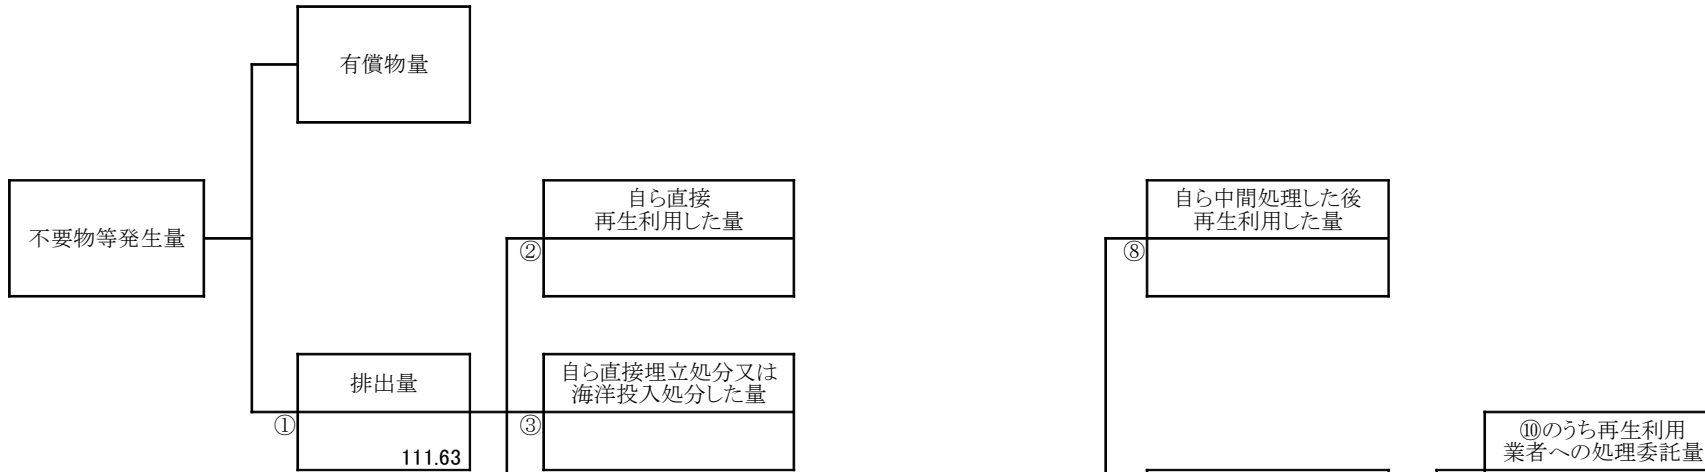 有償物量
不要物等発生量
自ら直接
再生利用した量
②
自ら中間処理した後
再生利用した量
⑧
排出量
①
111.63
自ら直接埋立処分又は
海洋投入処分した量
③
⑩のうち再生利用
業者への処理委託量